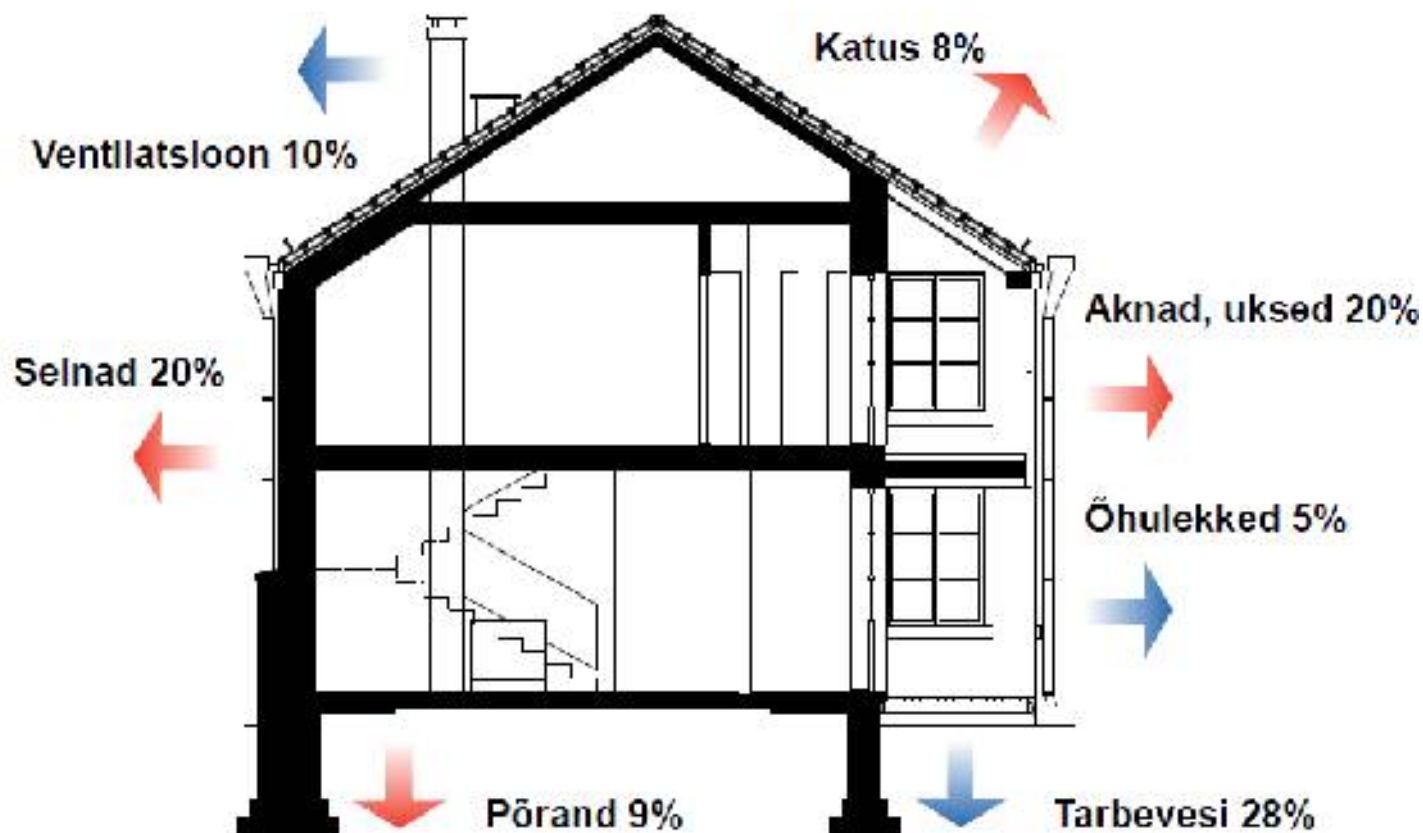 Katus 8%
Ventilatsioon 10%
Aknad, uksed 20%
Seinad 20%
Õhulekked 5%
Põrand 9%
Tarbevesi 28%